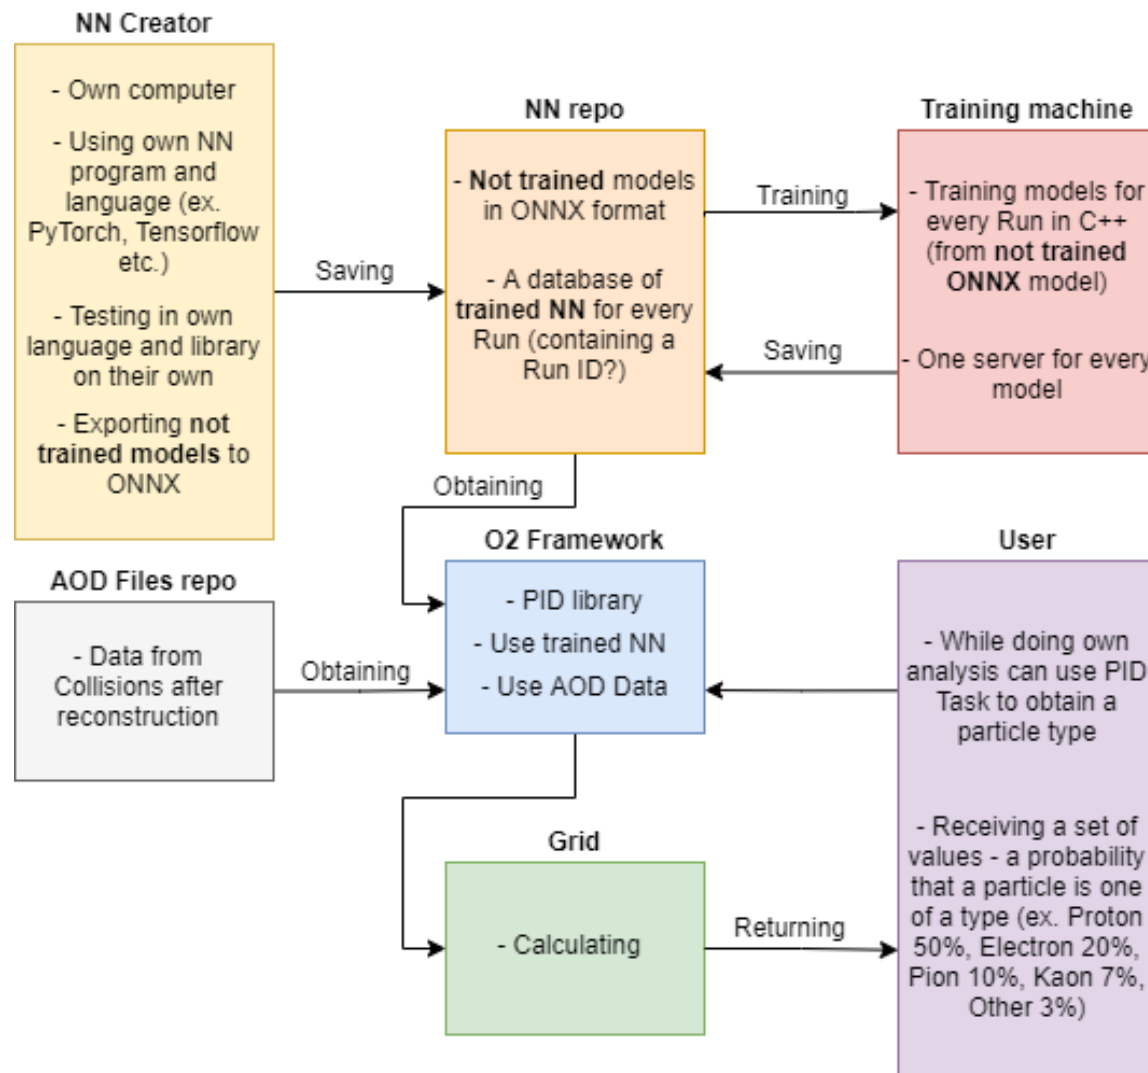 NN Creator
- Own computer
- Using own NN
program and
language (ex.
PyTorch, Tensorflow
etc.)
- Testing in own
language and library
on their own
- Exporting not
trained models to
ONNX
Saving
NN repo
- Not trained models
in ONNX format
- A database of
trained NN for every
Run (containing a
Run ID?)
Training
Saving
Training machine
- Training models for
every Run in C++
(from not trained
ONNX model)
- One server for every
model
Obtaining
AOD Files repo
- Data from
Collisions after
reconstruction
Obtaining
O2 Framework
- PID library
- Use trained NN
- Use AOD Data
User
- While doing own
analysis can use PID
Task to obtain a
particle type
- Receiving a set of
values - a probability
that a particle is one
of a type (ex. Proton
50%, Electron 20%,
Pion 10%, Kaon 7%,
Other 3%)
Grid
- Calculating
Returning